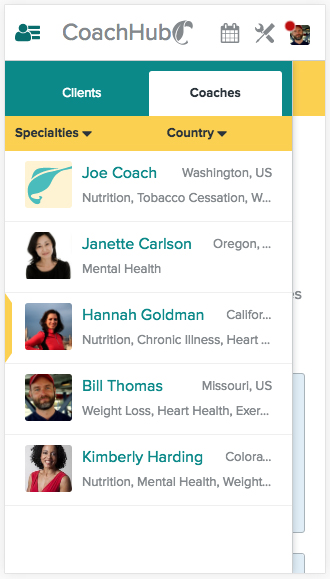 CoachHub
Clients Coaches
Specialties Country
Joe Coach Washington, US
Nutrition, Tobacco Cessation, W...
Janette Carlson Oregon, ...
Mental Health
Hannah Goldman Califor...
Nutrition, Chronic Illness, Heart ...
Bill Thomas Missouri, US
Weight Loss, Heart Health, Exer...
Kimberly Harding Colora...
Nutrition, Mental Health, Weight...